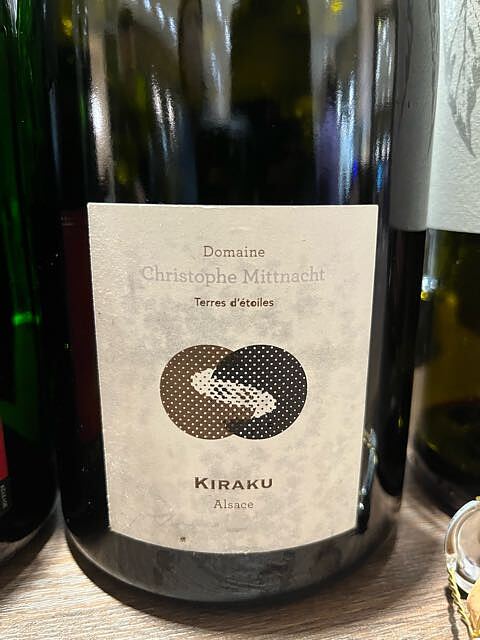 Domaine
Christophe Mittnacht
Terres d'étoiles
KIRAKU
Alsace